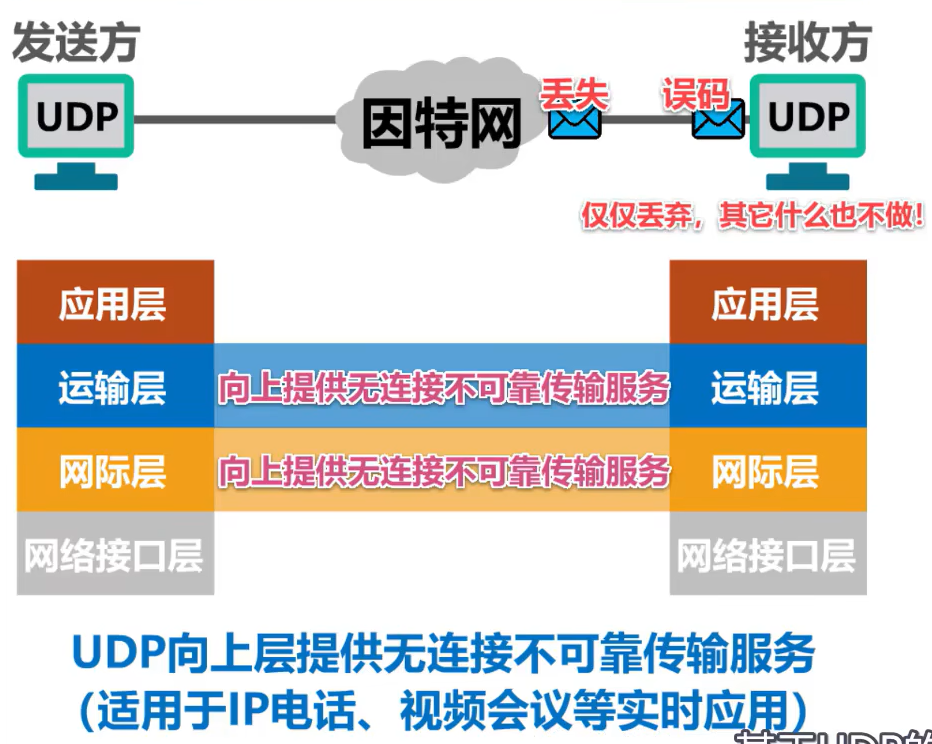 发送方
接收方
UDP
因特网
丢失
误码
UDP
仅仅丢弃，其它什么也不做！
应用层
应用层
运输层
向上提供无连接不可靠传输服务
运输层
网际层
向上提供无连接不可靠传输服务
网际层
网络接口层
网络接口层
UDP向上层提供无连接不可靠传输服务
（适用于IP电话、视频会议等实时应用）